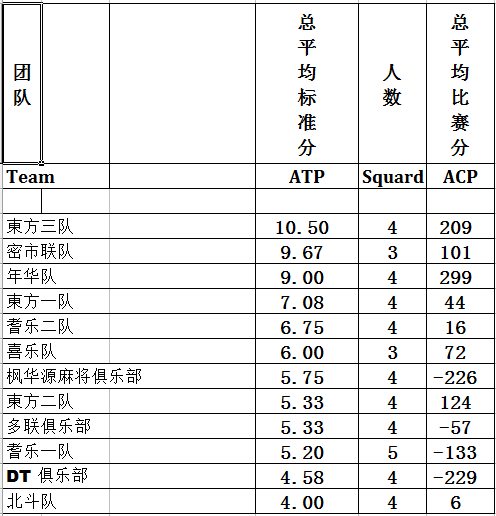 团队 总平均标准分 人数 总平均比赛分
Team ATP Squard ACP
東方三队 10.50 4 209
密市联队 9.67 3 101
年华队 9.00 4 299
東方一队 7.08 4 44
耆乐二队 6.75 4 16
喜乐队 6.00 3 72
枫华源麻将俱乐部 5.75 4 -226
東方二队 5.33 4 124
多联俱乐部 5.33 4 -57
耆乐一队 5.20 5 -133
DT 俱乐部 4.58 4 -229
北斗队 4.00 4 6